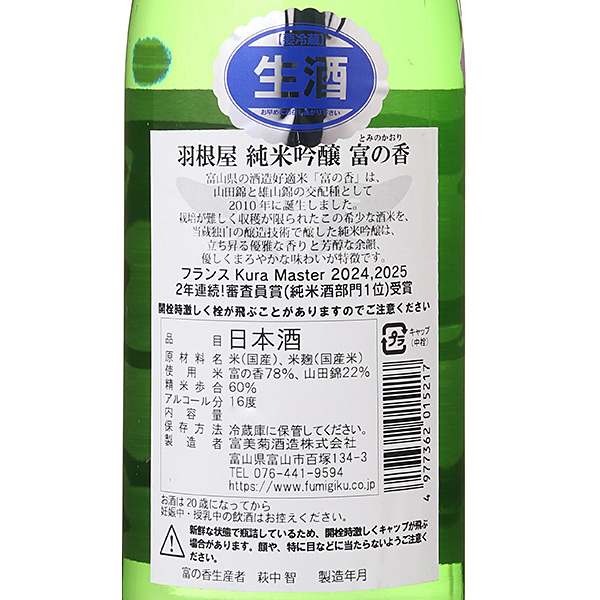 【要冷蔵】
生酒
お早めにお召し上がり下さい
とみのかおり
羽根屋 純米吟醸 富の香
富山県の酒造好適米「富の香」は、
山田錦と雄山錦の交配種として
2010年に誕生しました。
栽培が難しく収穫が限られたこの希少な酒米を、
当蔵独自の醸造技術で醸した純米吟醸は、
立ち昇る優雅な香りと芳醇な余韻、
優しくまろやかな味わいが特徴です。
フランス Kura Master 2024,2025
2年連続!審査員賞(純米酒部門1位)受賞
開栓時激しく栓が飛ぶことがありますのでご注意ください
品目 日本酒
原材料名 米(国産)、米麹(国産米)
使用米 富の香78%、山田錦22%
精米歩合 60%
アルコール分 16度
内容量
保存方法 冷蔵庫に保管してください。
製造者 富美菊酒造株式会社
富山県富山市百塚134-3
TEL 076-441-9594
https://www.fumigiku.co.jp
プラ
キャップ
(中栓)
4 977362 015217
お酒は20歳になってから
妊娠中・授乳中の飲酒はお控えください。
新鮮な状態で瓶詰しているため、開栓時激しくキャップが飛ぶ
場合があります。顔や、特に目などに当たらないようご注意く
ださい。
富の香生産者 萩中 智 製造年月